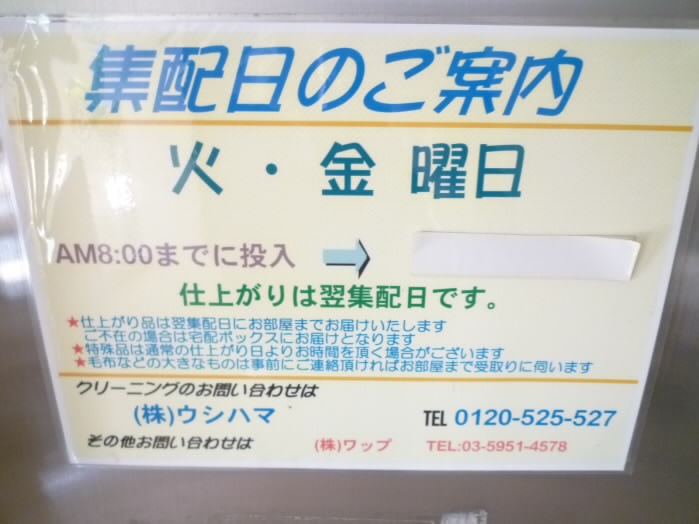 集配日のご案内
火・金 曜日
AM8:00までに投入
仕上がりは翌集配日です。
★仕上がり品は翌集配日にお部屋までお届けいたします
ご不在の場合は宅配ボックスにお届けとなります
★特殊品は通常の仕上がり日よりお時間を頂く場合がございます
★毛布などの大きなものは事前にご連絡頂ければお部屋まで受取りに伺います
クリーニングのお問い合わせは
(株)ウシハマ TEL 0120-525-527
その他お問い合わせは (株)ワップ TEL:03-5951-4578